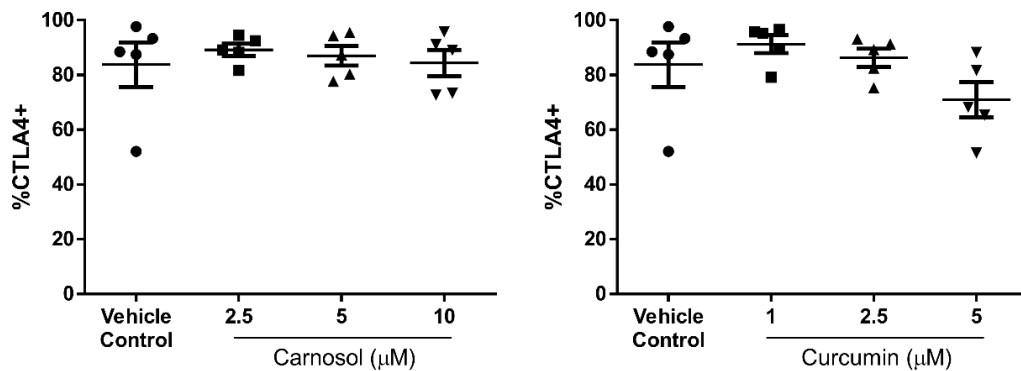 %CTLA4+
100
80
60
40
20
0
Vehicle
Control
2.5
5
10
Carnosol (μM)
%CTLA4+
100
80
60
40
20
0
Vehicle
Control
1
2.5
5
Curcumin (μM)